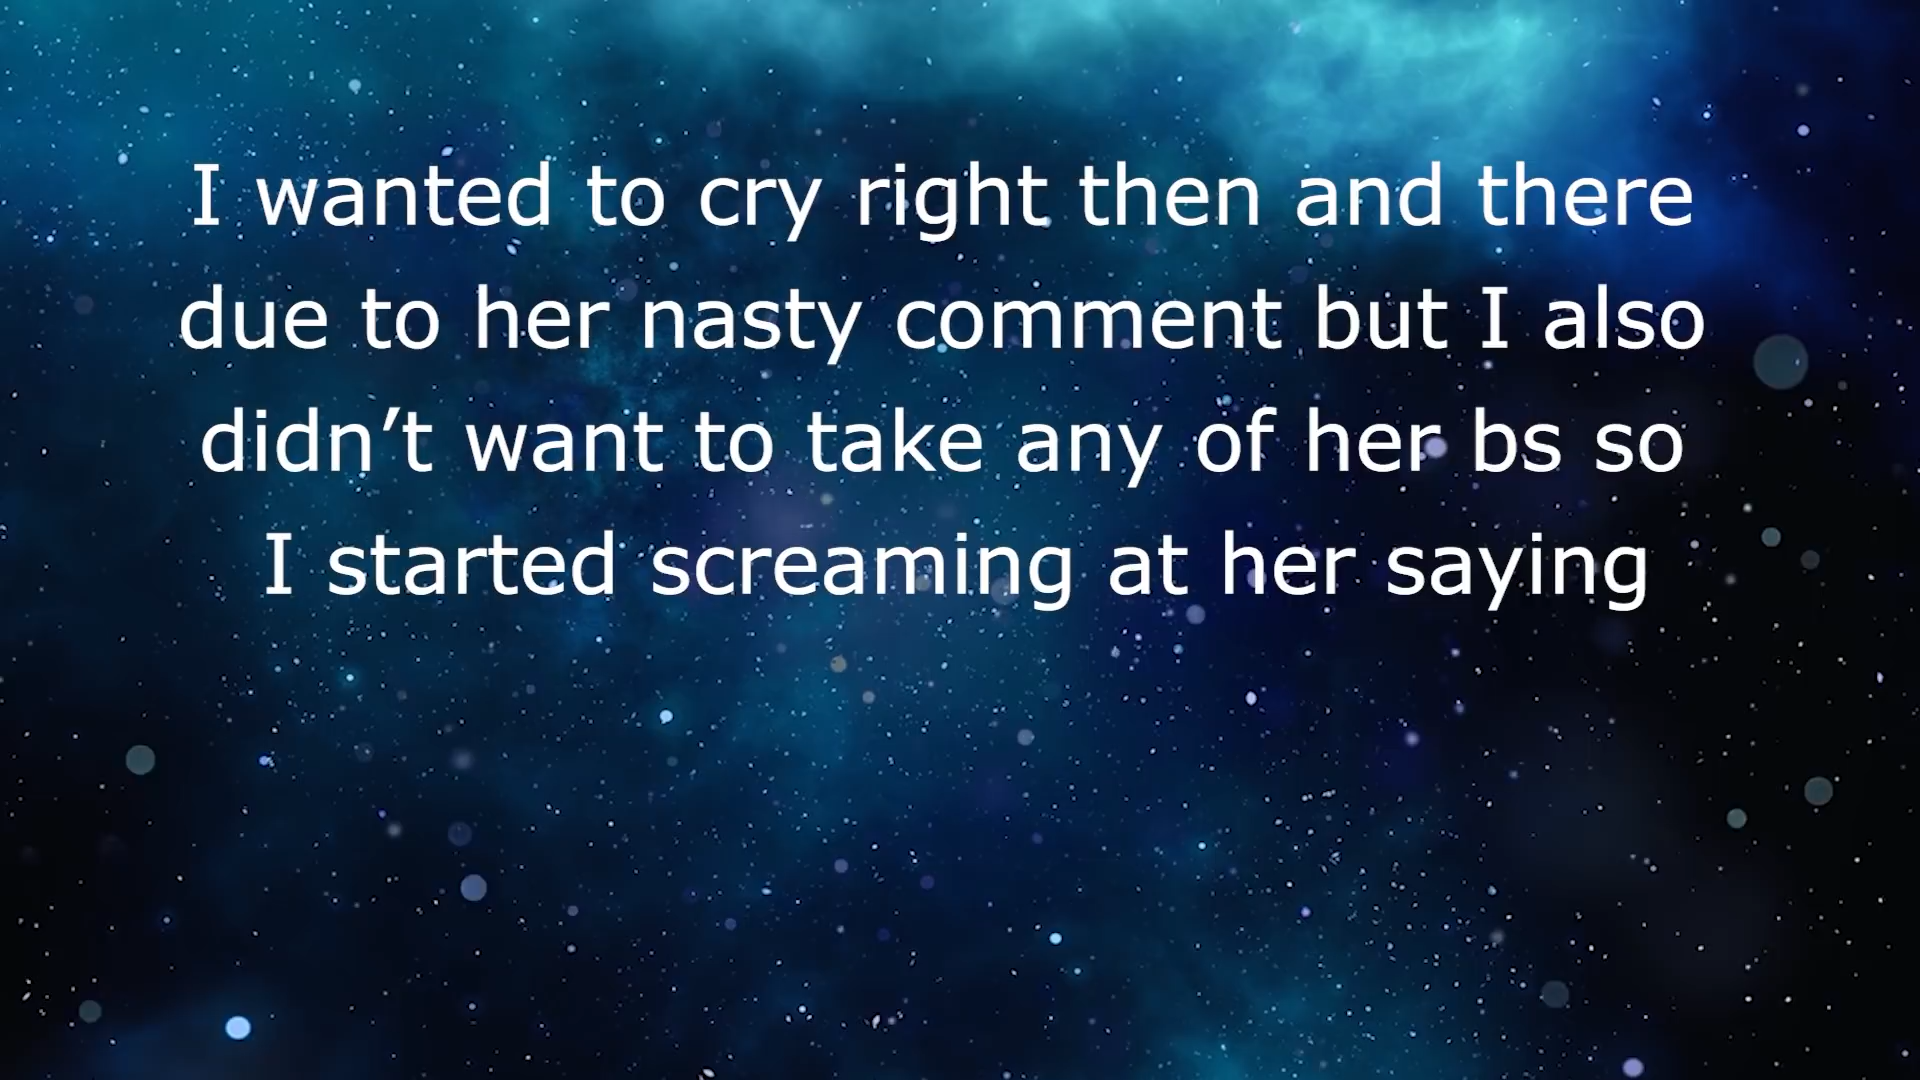 I wanted to cry right then and there
due to her nasty comment but I also
didn’t want to take any of her bs so
I started screaming at her saying